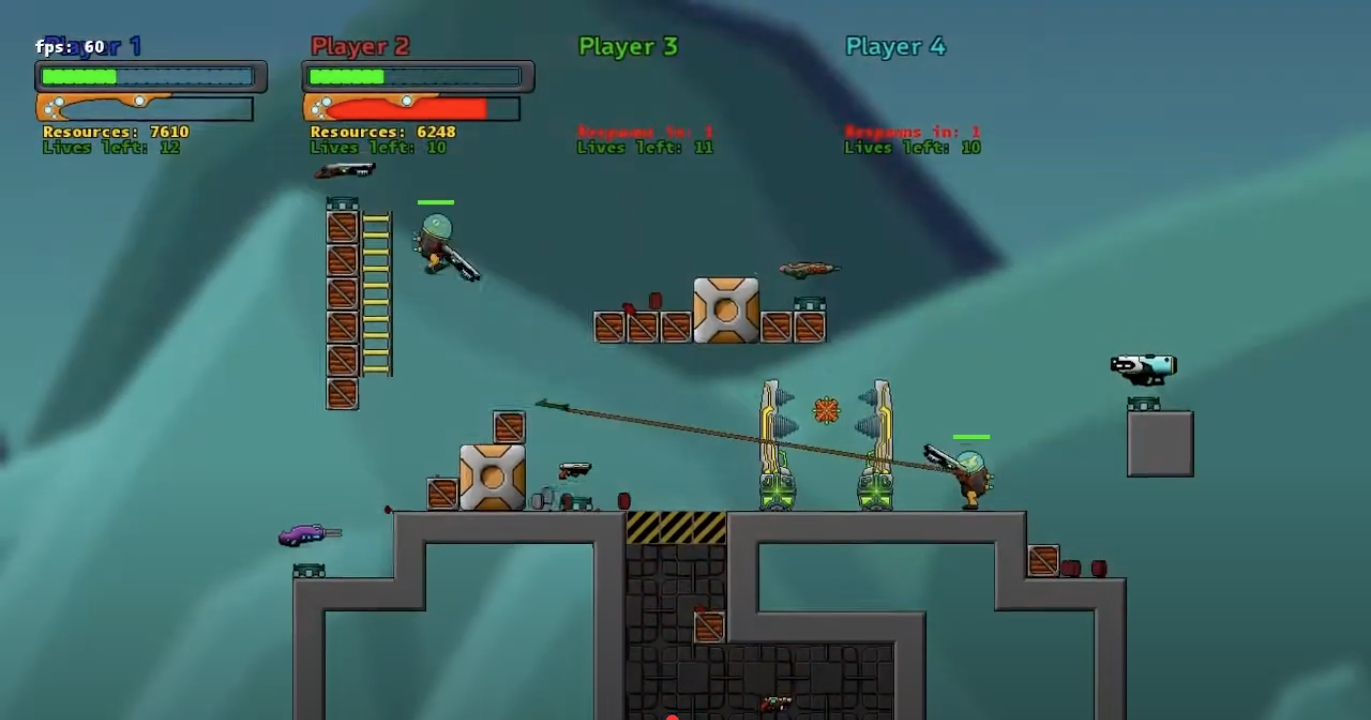 fps: 60
Player 1
Player 2
Player 3
Player 4
Resources: 7610
Lives left: 12
Resources: 6248
Lives left: 10
Respawn in: 1
Lives left: 11
Respawn in: 1
Lives left: 10